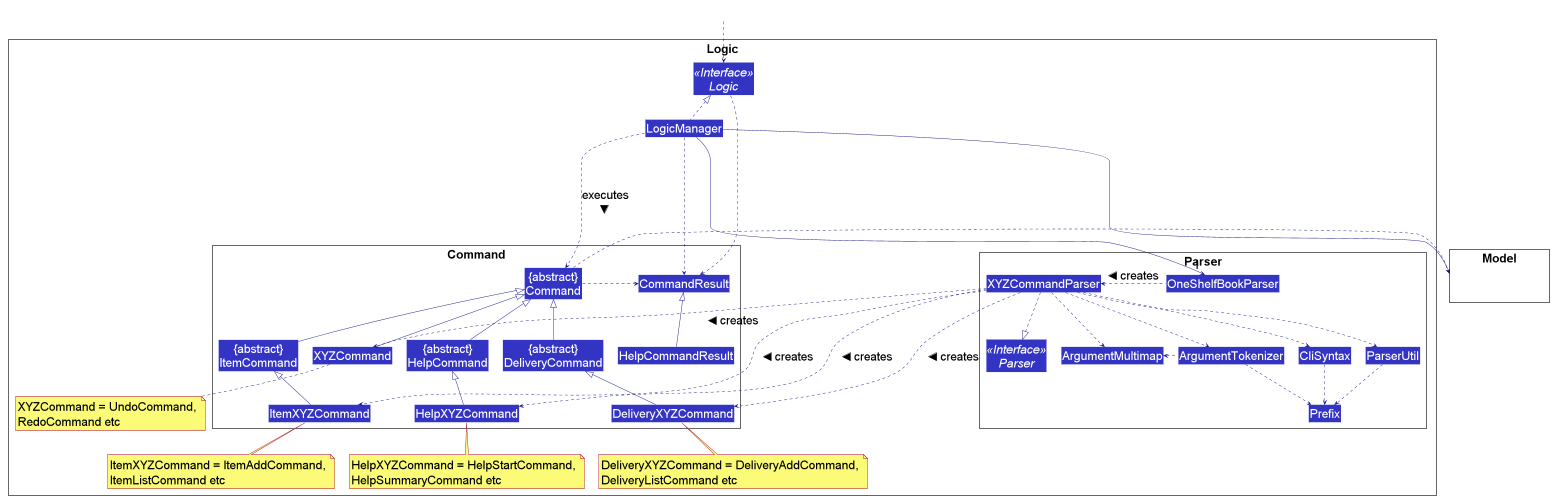 Logic
«Interface»
Logic
LogicManager
executes
▼
Command
{abstract}
Command
CommandResult
{abstract}
ItemCommand
XYZCommand
{abstract}
HelpCommand
{abstract}
DeliveryCommand
HelpCommandResult
ItemXYZCommand
HelpXYZCommand
DeliveryXYZCommand
◀ creates
◀ creates
◀ creates
◀ creates
Parser
XYZCommandParser
◀ creates
OneShelfBookParser
«Interface»
Parser
ArgumentMultimap
ArgumentTokenizer
CliSyntax
ParserUtil
Prefix
Model
XYZCommand = UndoCommand,
RedoCommand etc
ItemXYZCommand = ItemAddCommand,
ItemListCommand etc
HelpXYZCommand = HelpStartCommand,
HelpSummaryCommand etc
DeliveryXYZCommand = DeliveryAddCommand,
DeliveryListCommand etc